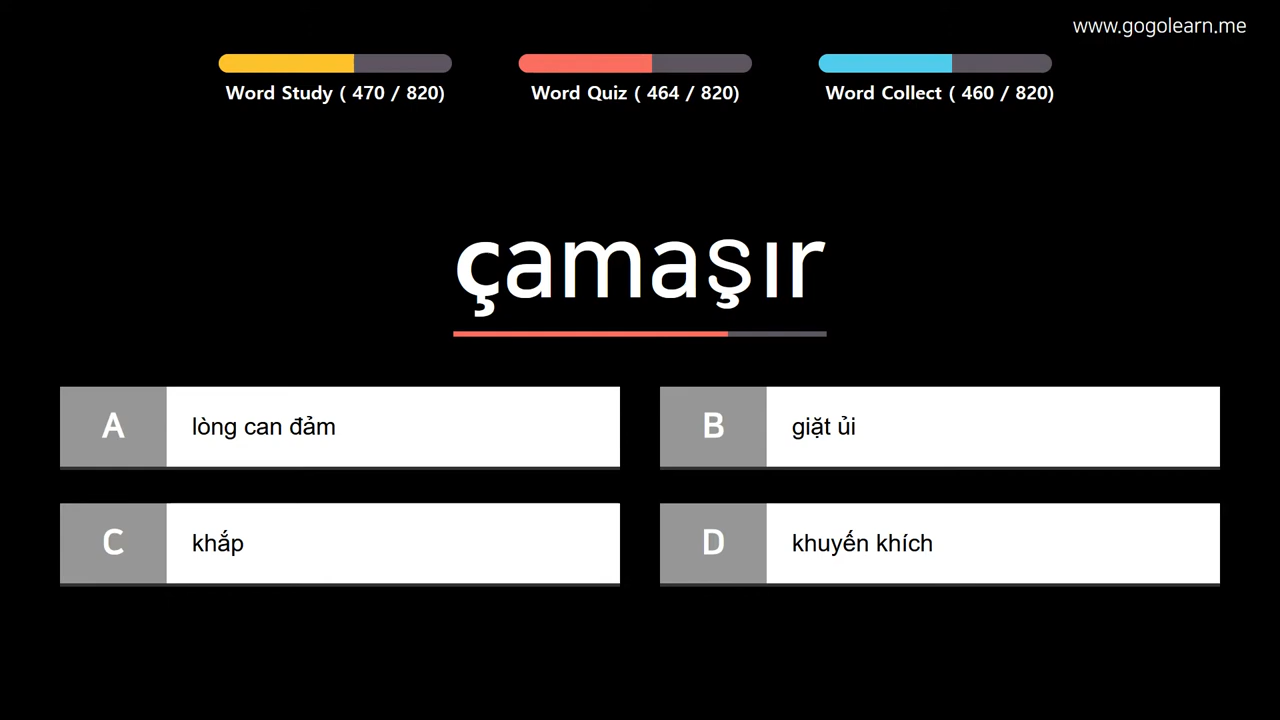 www.gogolearn.me
Word Study ( 470 / 820)
Word Quiz ( 464 / 820)
Word Collect ( 460 / 820)
çamaşır
A lòng can đảm
B giặt ủi
C khắp
D khuyến khích